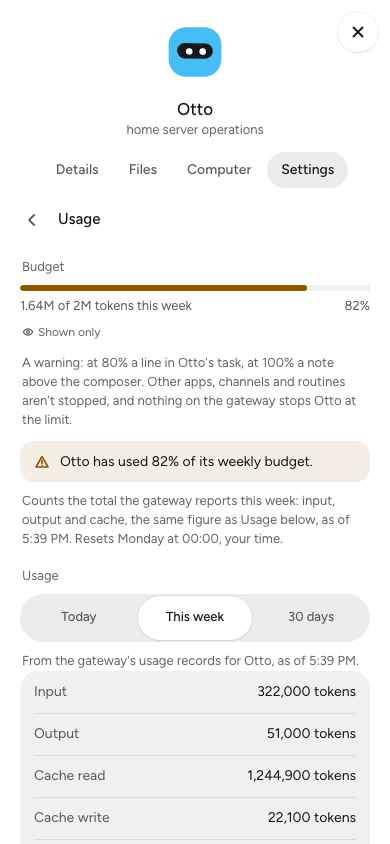 Otto
home server operations
Details
Files
Computer
Settings
Usage
Budget
1.64M of 2M tokens this week
82%
Shown only
A warning: at 80% a line in Otto's task, at 100% a note
above the composer. Other apps, channels and routines
aren't stopped, and nothing on the gateway stops Otto at
the limit.
Otto has used 82% of its weekly budget.
Counts the total the gateway reports this week: input,
output and cache, the same figure as Usage below, as of
5:39 PM. Resets Monday at 00:00, your time.
Usage
Today
This week
30 days
From the gateway's usage records for Otto, as of 5:39 PM.
Input
322,000 tokens
Output
51,000 tokens
Cache read
1,244,900 tokens
Cache write
22,100 tokens